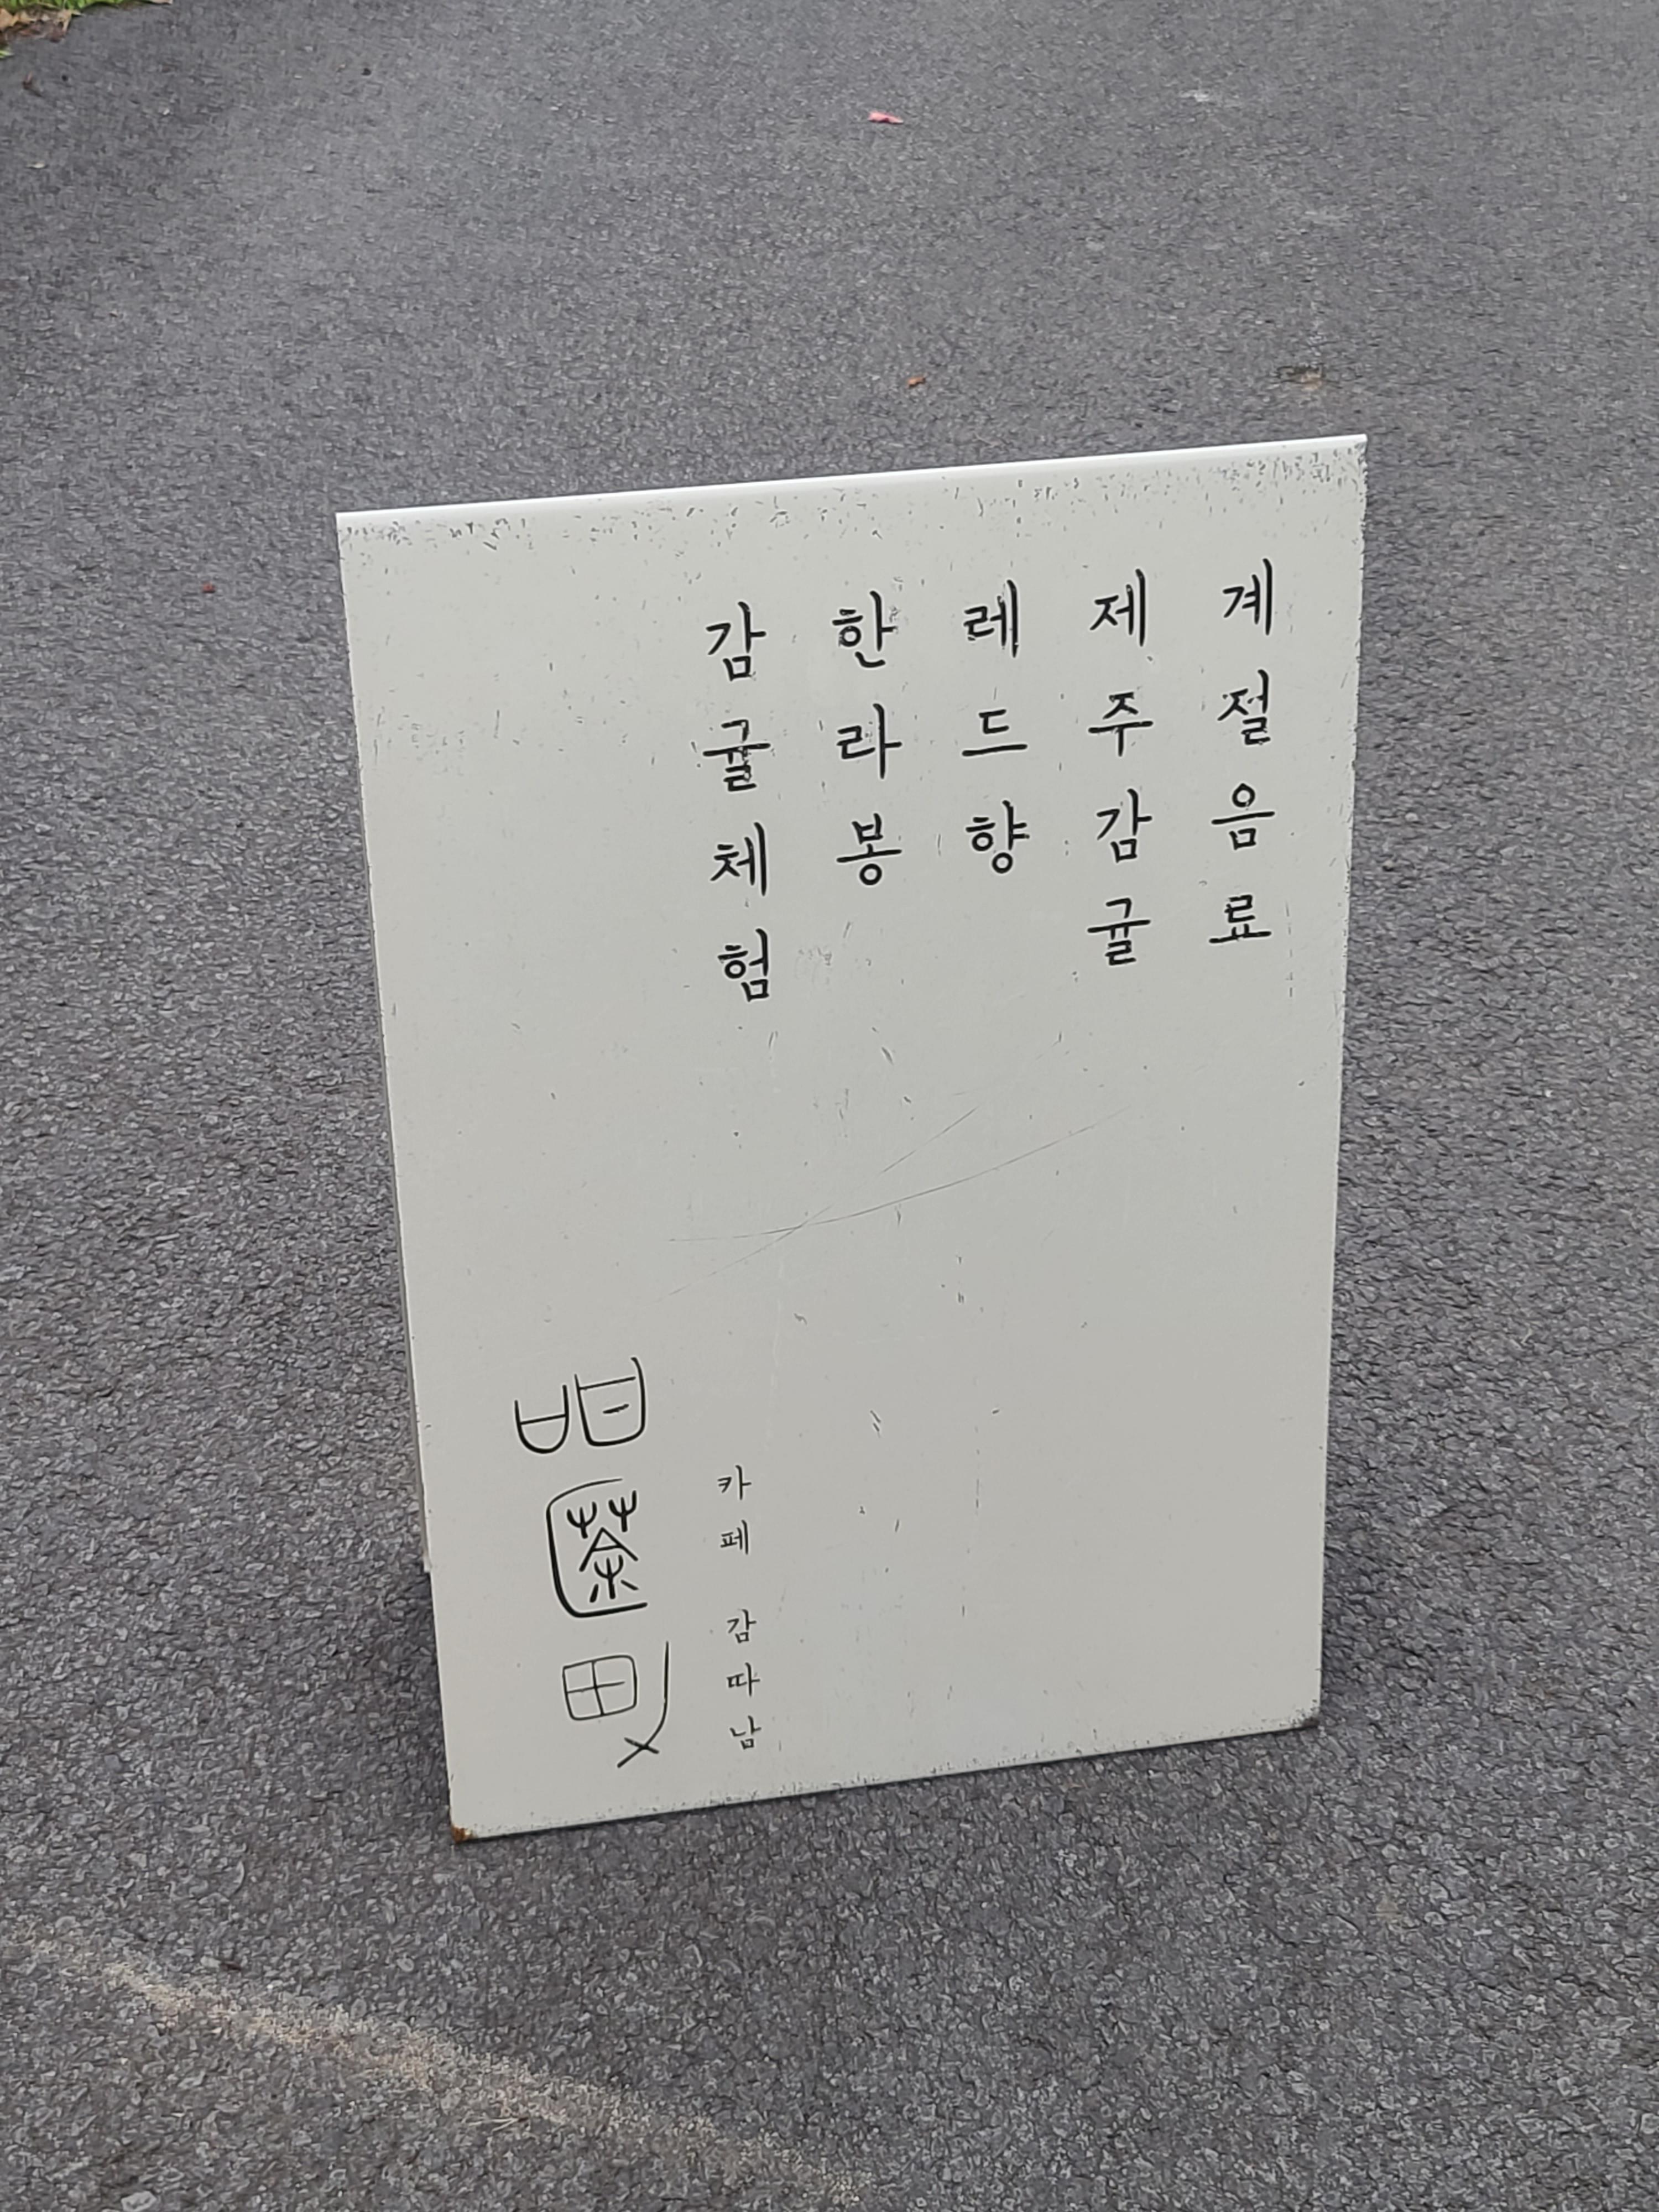 계절음료
제주감귤
레드향
한라봉
감귤체험
카페 감따남
茶